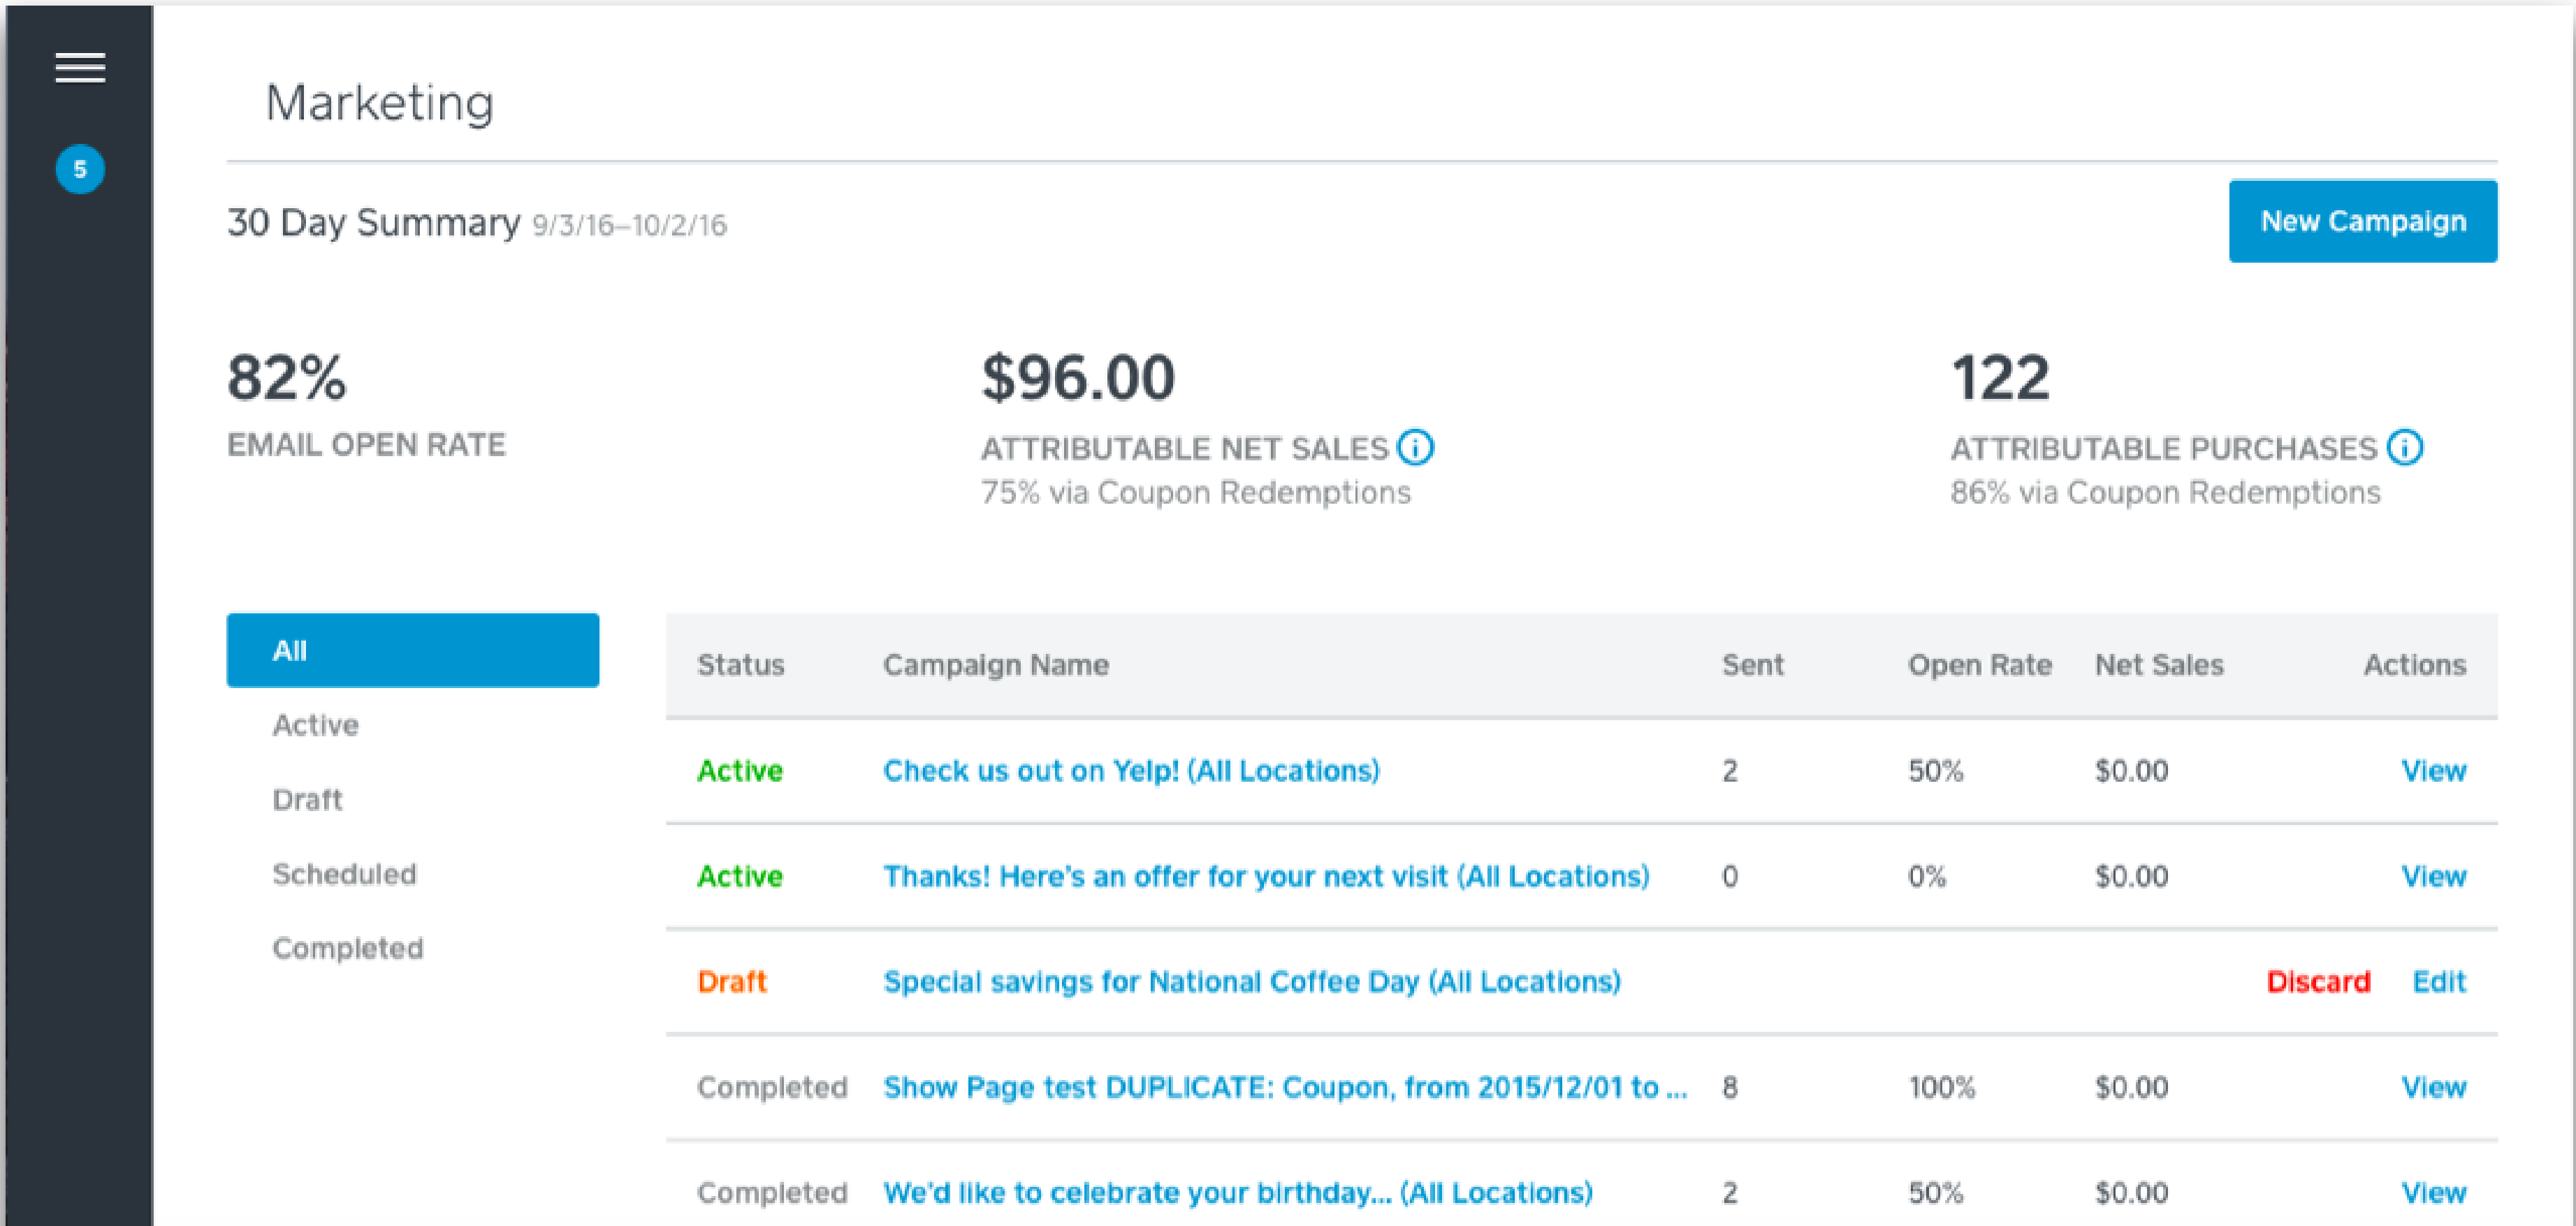 Marketing
5
30 Day Summary 9/3/16–10/2/16
New Campaign
82%
EMAIL OPEN RATE
$96.00
ATTRIBUTABLE NET SALES i
75% via Coupon Redemptions
122
ATTRIBUTABLE PURCHASES i
86% via Coupon Redemptions
All
Active
Draft
Scheduled
Completed
Status Campaign Name Sent Open Rate Net Sales Actions
Active Check us out on Yelp! (All Locations) 2 50% $0.00 View
Active Thanks! Here's an offer for your next visit (All Locations) 0 0% $0.00 View
Draft Special savings for National Coffee Day (All Locations) Discard Edit
Completed Show Page test DUPLICATE: Coupon, from 2015/12/01 to ... 8 100% $0.00 View
Completed We'd like to celebrate your birthday... (All Locations) 2 50% $0.00 View